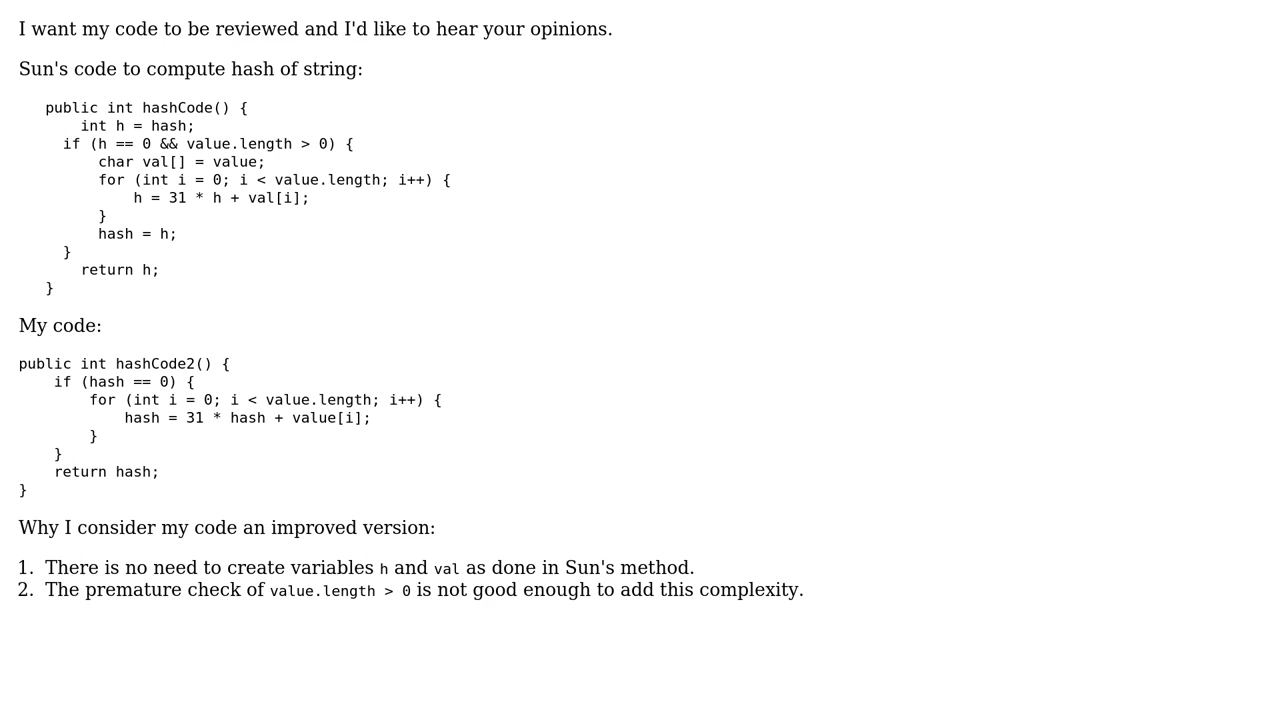 I want my code to be reviewed and I'd like to hear your opinions.
Sun's code to compute hash of string:
public int hashCode() {
int h = hash;
if (h == 0 && value.length > 0) {
char val[] = value;
for (int i = 0; i < value.length; i++) {
h = 31 * h + val[i];
}
hash = h;
}
return h;
}
My code:
public int hashCode2() {
if (hash == 0) {
for (int i = 0; i < value.length; i++) {
hash = 31 * hash + value[i];
}
}
return hash;
}
Why I consider my code an improved version:
1. There is no need to create variables h and val as done in Sun's method.
2. The premature check of value.length > 0 is not good enough to add this complexity.